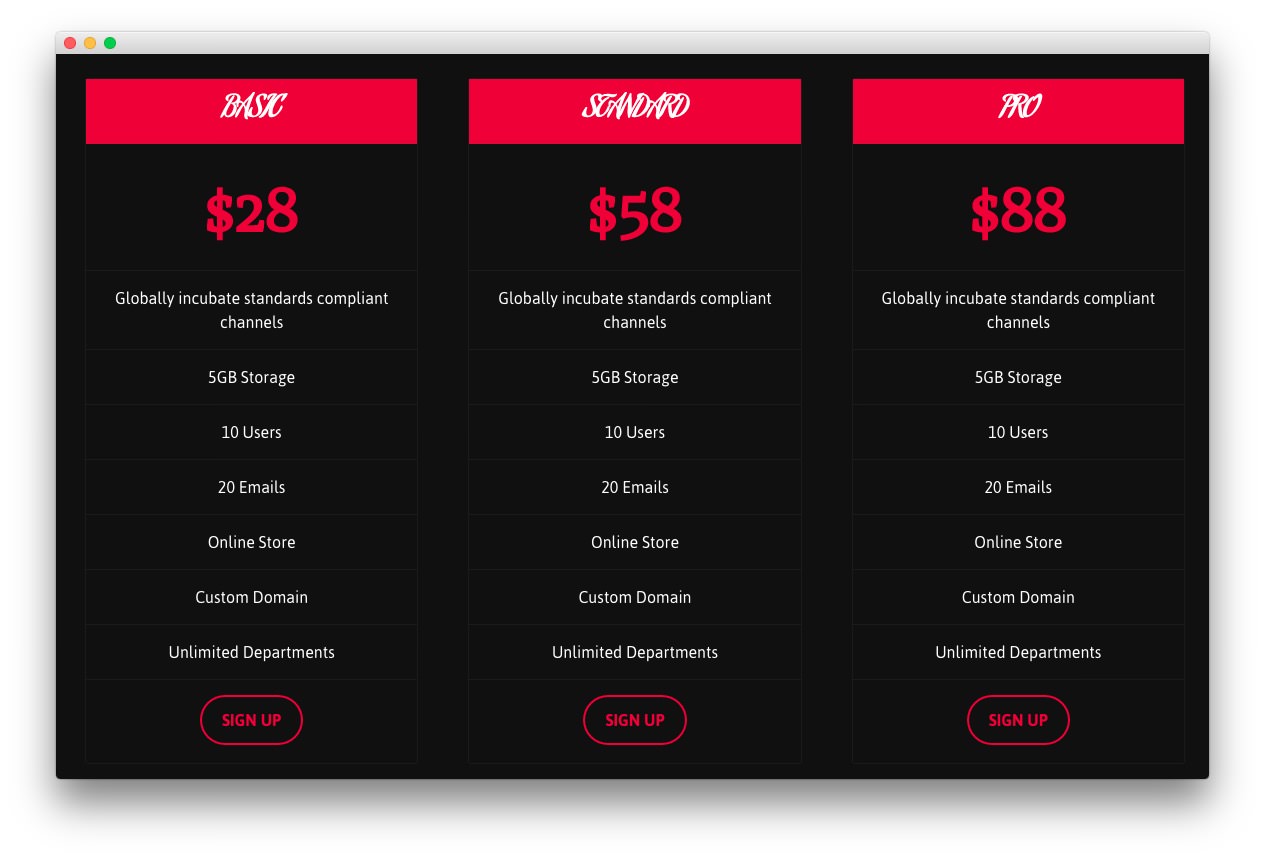 BASIC
$28
Globally incubate standards compliant
channels
5GB Storage
10 Users
20 Emails
Online Store
Custom Domain
Unlimited Departments
SIGN UP
STANDARD
$58
Globally incubate standards compliant
channels
5GB Storage
10 Users
20 Emails
Online Store
Custom Domain
Unlimited Departments
SIGN UP
PRO
$88
Globally incubate standards compliant
channels
5GB Storage
10 Users
20 Emails
Online Store
Custom Domain
Unlimited Departments
SIGN UP